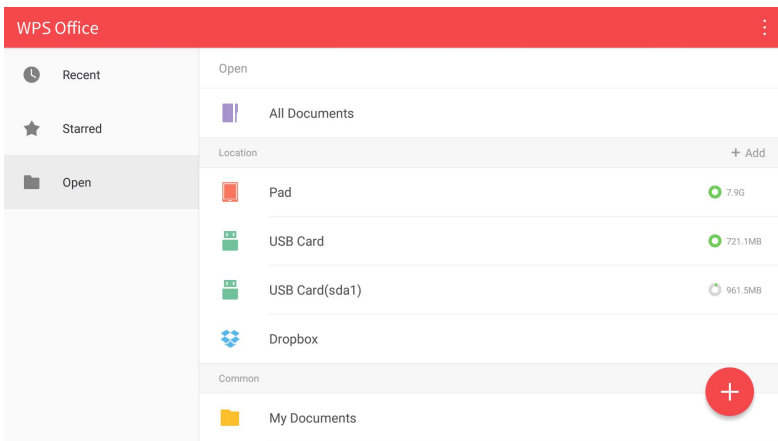 WPS Office
Recent
Starred
Open
Open
All Documents
Location
+ Add
Pad
7.9G
USB Card
721.1MB
USB Card(sda1)
961.5MB
Dropbox
Common
My Documents